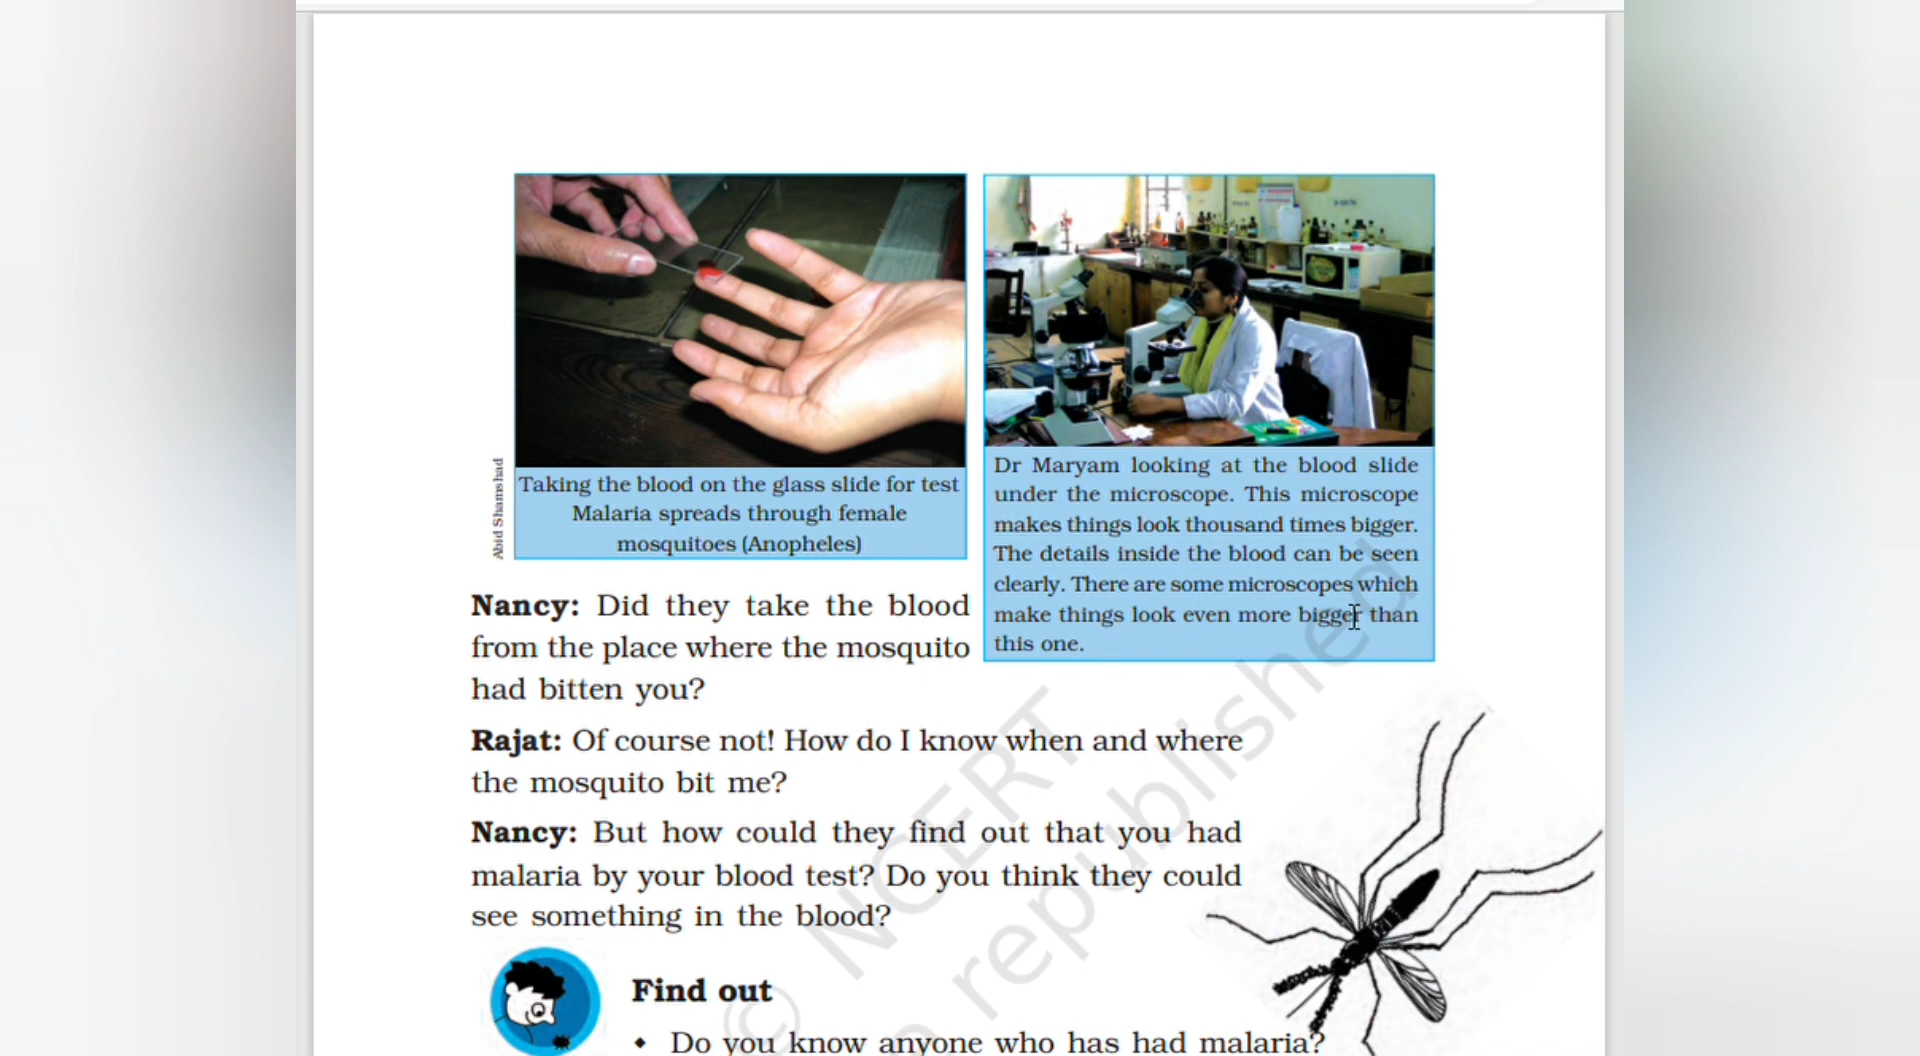 Abid Shamshad
Taking the blood on the glass slide for test
Malaria spreads through female
mosquitoes (Anopheles)
Dr Maryam looking at the blood slide
under the microscope. This microscope
makes things look thousand times bigger.
The details inside the blood can be seen
clearly. There are some microscopes which
make things look even more bigger than
this one.
Nancy: Did they take the blood
from the place where the mosquito
had bitten you?
Rajat: Of course not! How do I know when and where
the mosquito bit me?
Nancy: But how could they find out that you had
malaria by your blood test? Do you think they could
see something in the blood?
Find out
• Do you know anyone who has had malaria?
© NCERT
republished